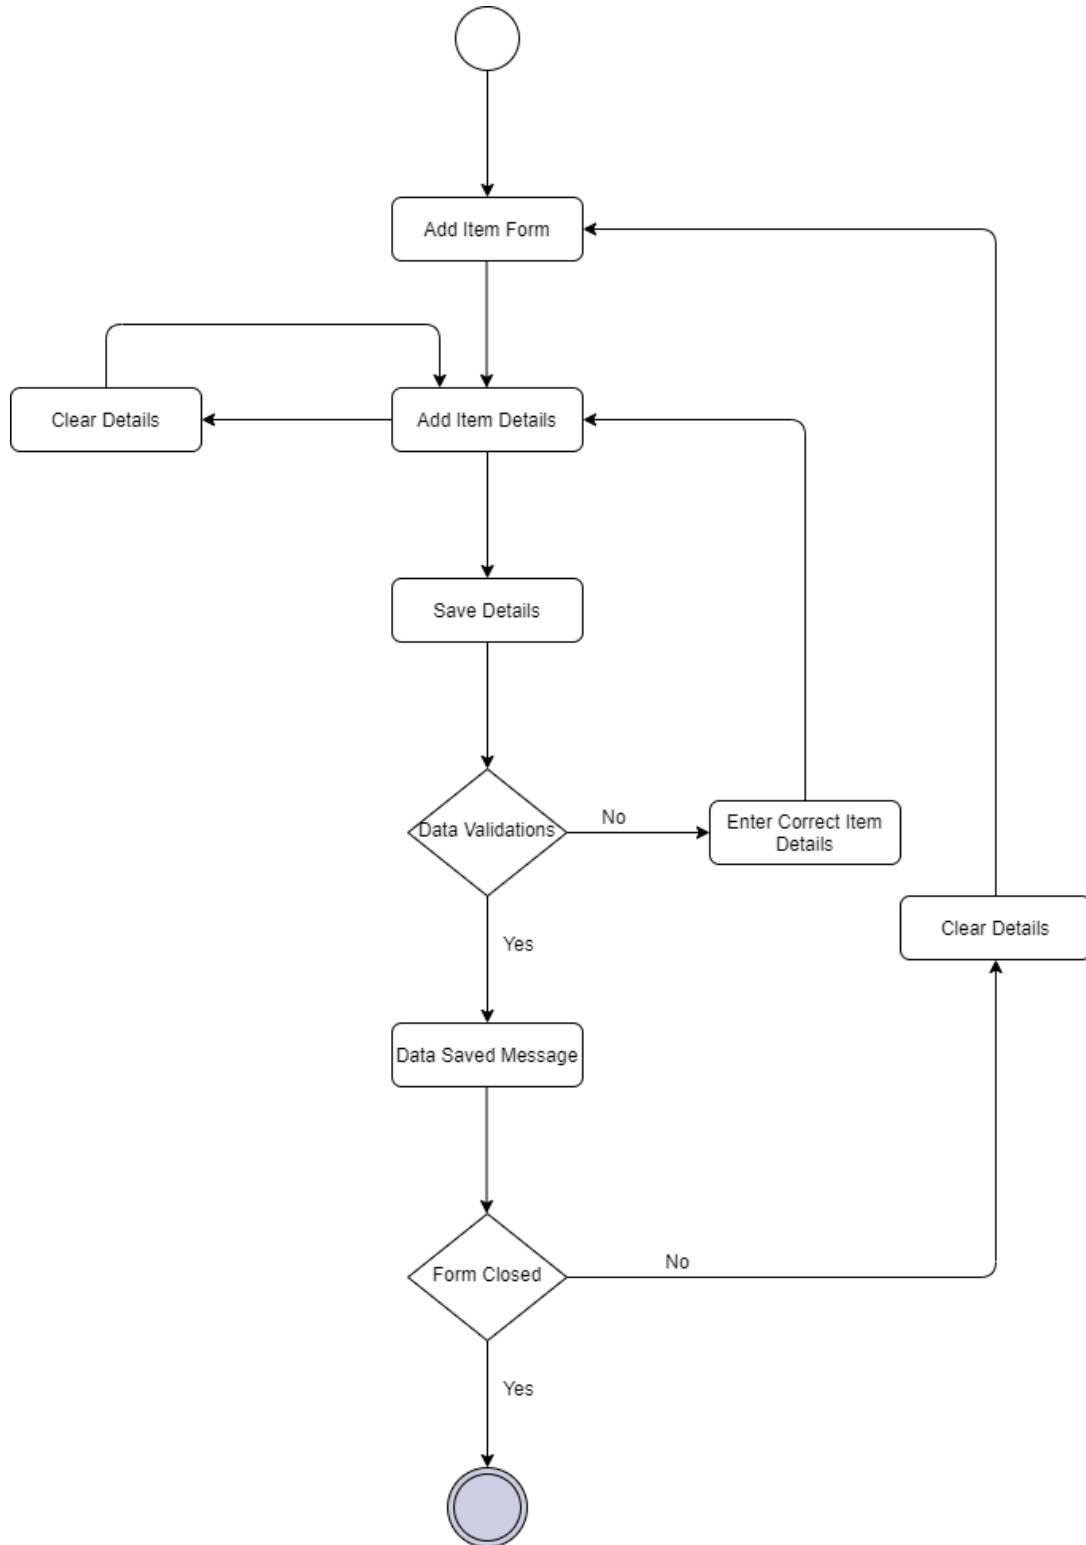 Add Item Form
Clear Details
Add Item Details
Save Details
Data Validations
No
Enter Correct Item
Details
Clear Details
Yes
Data Saved Message
Form Closed
No
Yes